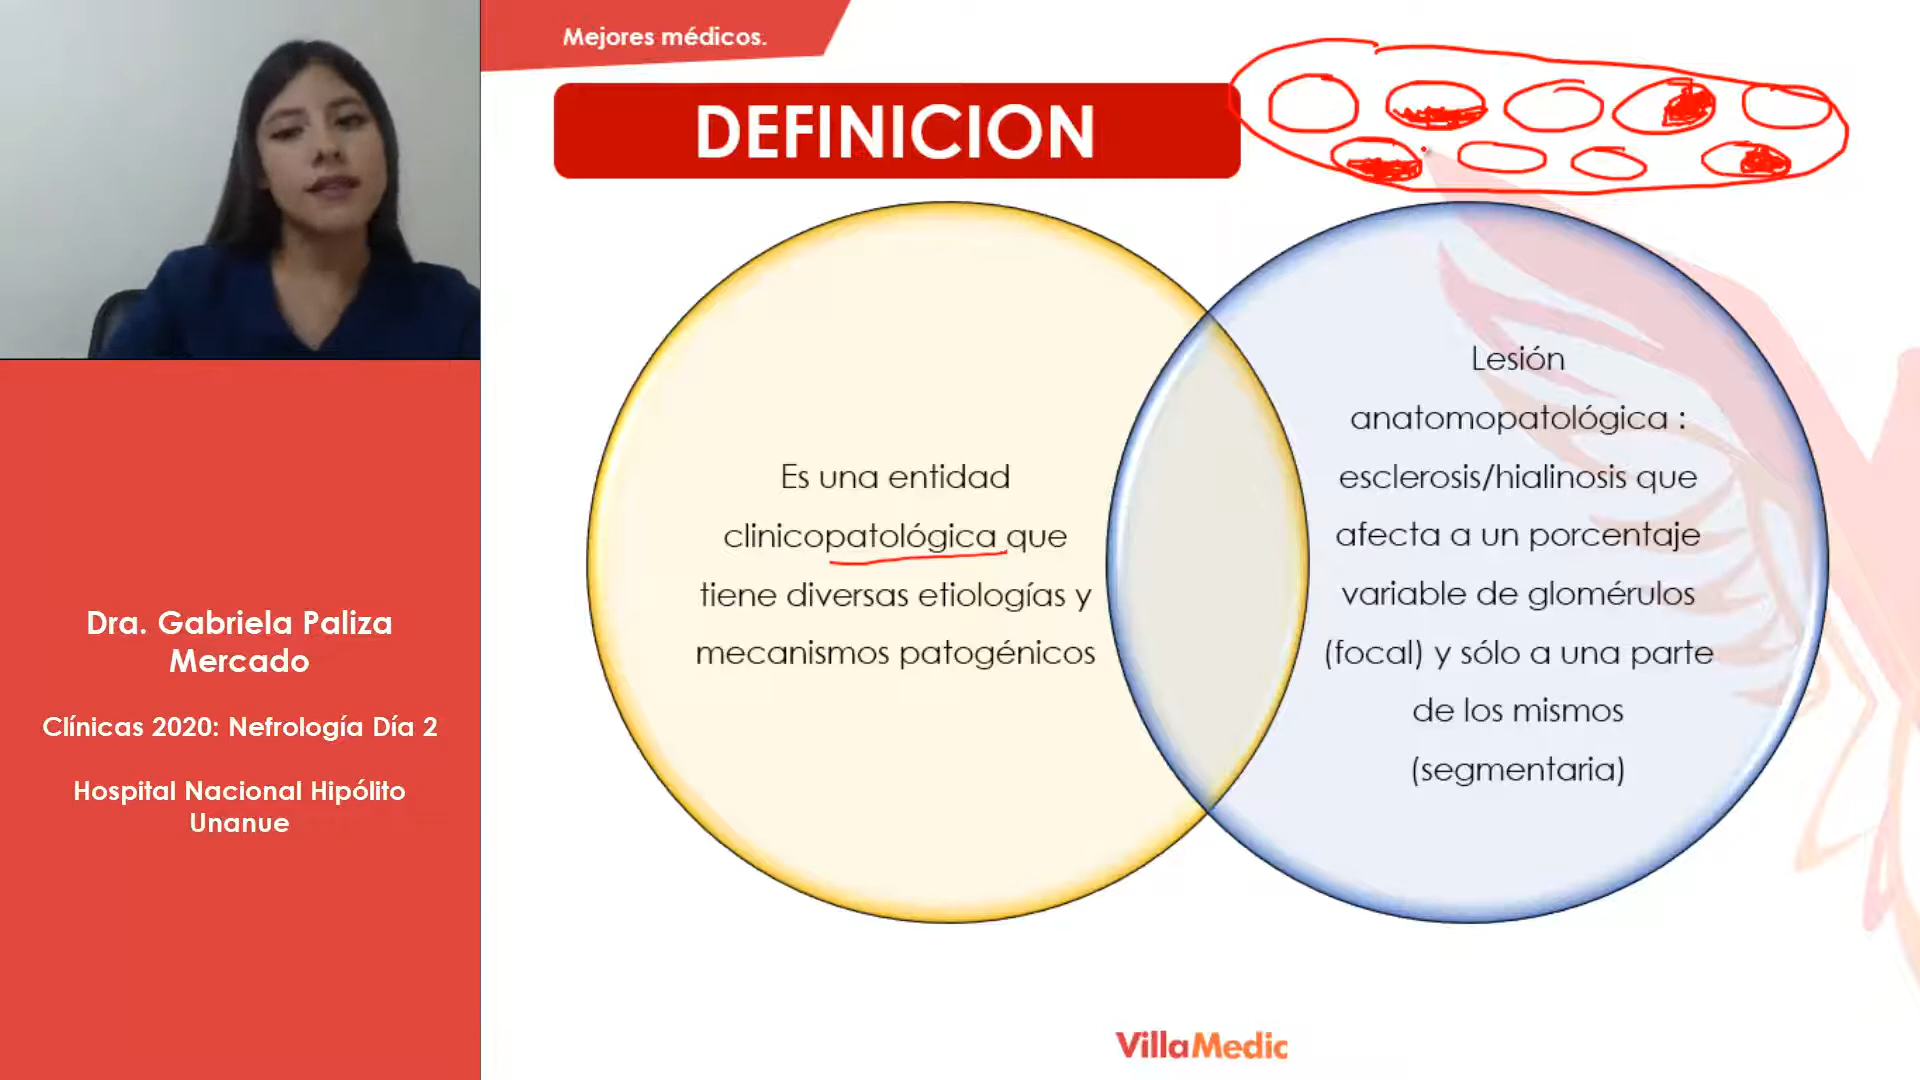 Mejores médicos.
DEFINICION
Es una entidad
clinicopatológica que
tiene diversas etiologías y
mecanismos patogénicos
Lesión
anatomopatológica :
esclerosis/hialinosis que
afecta a un porcentaje
variable de glomérulos
(focal) y sólo a una parte
de los mismos
(segmentaria)
Dra. Gabriela Paliza
Mercado
Clínicas 2020: Nefrología Día 2
Hospital Nacional Hipólito
Unanue
VillaMedic